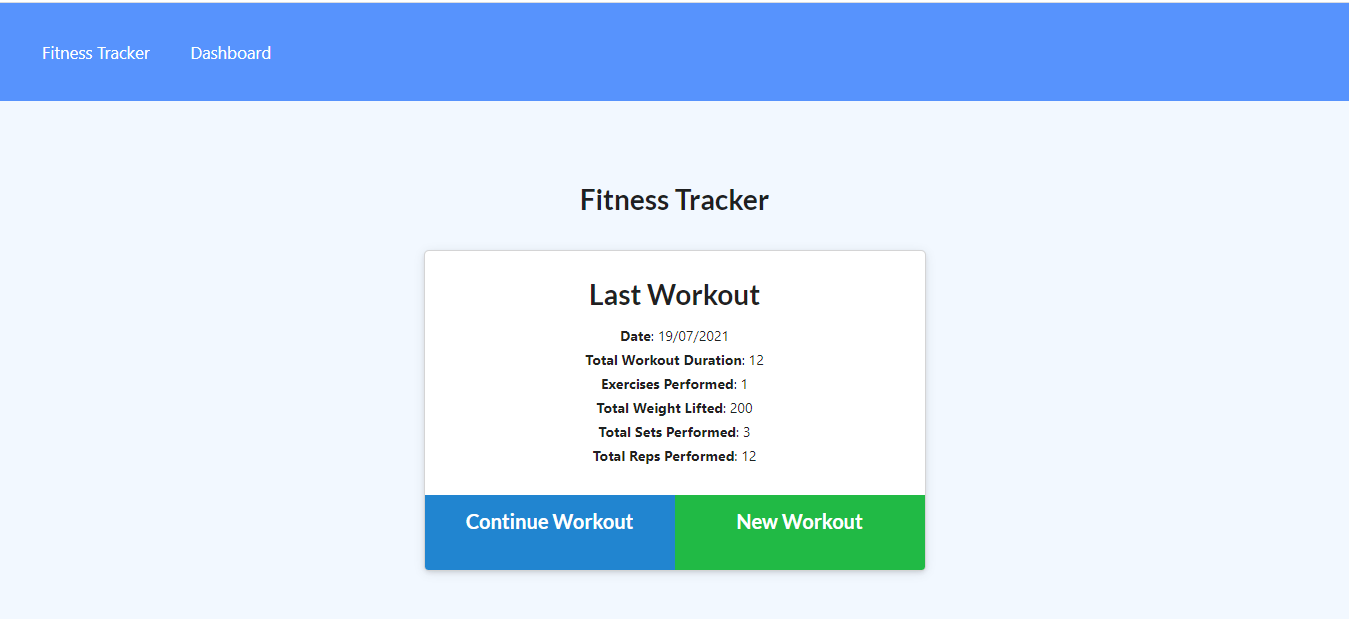 Fitness Tracker Dashboard
Fitness Tracker
Last Workout
Date: 19/07/2021
Total Workout Duration: 12
Exercises Performed: 1
Total Weight Lifted: 200
Total Sets Performed: 3
Total Reps Performed: 12
Continue Workout New Workout